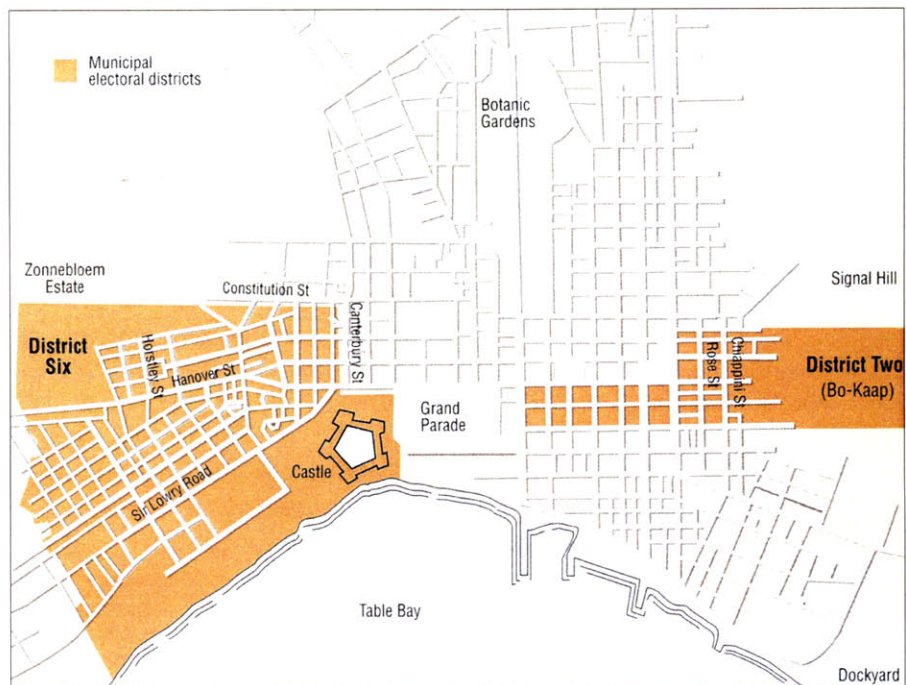 Municipal
electoral districts
Botanic
Gardens
Zonnebloem
Estate
Constitution St
Signal Hill
Canterbury St
District
Six
Horstley St
Hanover St
Rose St
Chiappini St
District Two
(Bo-Kaap)
Grand
Parade
Castle
Sir Lowry Road
Table Bay
Dockyard